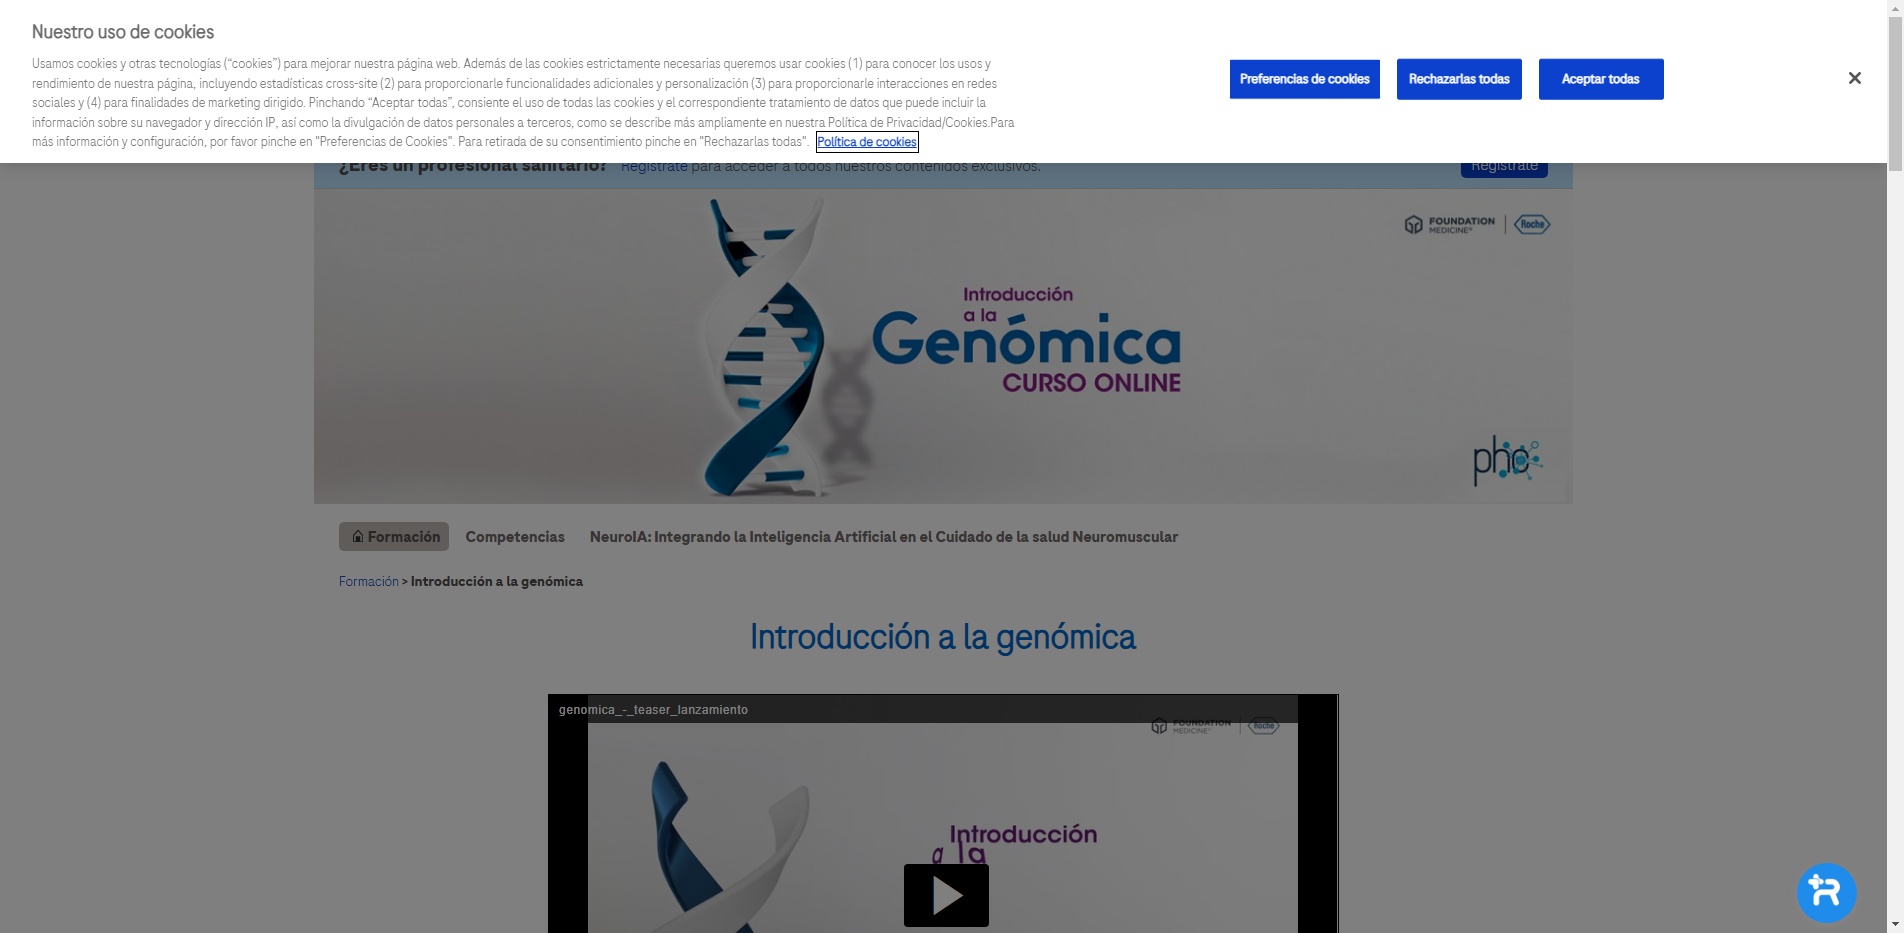 Nuestro uso de cookies
Usamos cookies y otras tecnologías (“cookies”) para mejorar nuestra página web. Además de las cookies estrictamente necesarias queremos usar cookies (1) para conocer los usos y
rendimiento de nuestra página, incluyendo estadísticas cross-site (2) para proporcionarle funcionalidades adicionales y personalización (3) para proporcionarle interacciones en redes
sociales y (4) para finalidades de marketing dirigido. Pinchando “Aceptar todas”, consiente el uso de todas las cookies y el correspondiente tratamiento de datos que puede incluir la
información sobre su navegador y dirección IP, así como la divulgación de datos personales a terceros, como se describe más ampliamente en nuestra Política de Privacidad/Cookies.Para
más información y configuración, por favor pinche en "Preferencias de Cookies". Para retirada de su consentimiento pinche en "Rechazarlas todas". Política de cookies
Preferencias de cookies
Rechazarlas todas
Aceptar todas
¿Eres un profesional sanitario? Regístrate para acceder a todos nuestros contenidos exclusivos.
Regístrate
FOUNDATION
MEDICINE®
Roche
Introducción
a la
Genómica
CURSO ONLINE
phc
Formación
Competencias
NeuroIA: Integrando la Inteligencia Artificial en el Cuidado de la salud Neuromuscular
Formación > Introducción a la genómica
Introducción a la genómica
genomica_-_teaser_lanzamiento
FOUNDATION
MEDICINE®
Roche
Introducción
a la